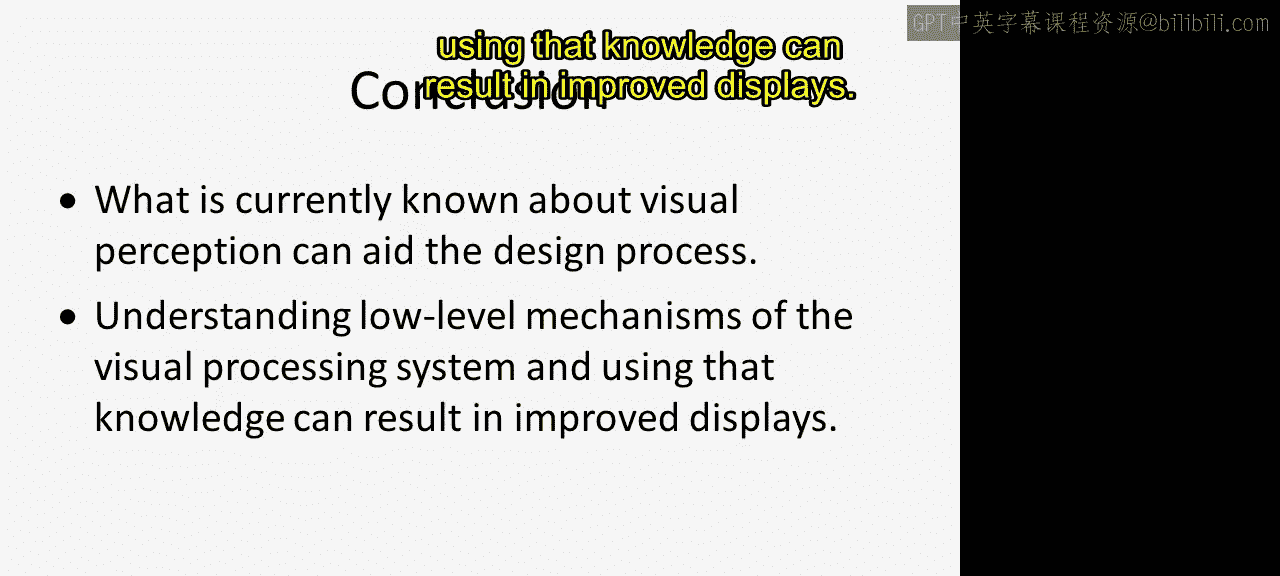 GPT中英字幕课程资源@bilibili.com
using that knowledge can
result in improved displays.
Conclusion
• What is currently known about visual
perception can aid the design process.
• Understanding low-level mechanisms of the
visual processing system and using that
knowledge can result in improved displays.